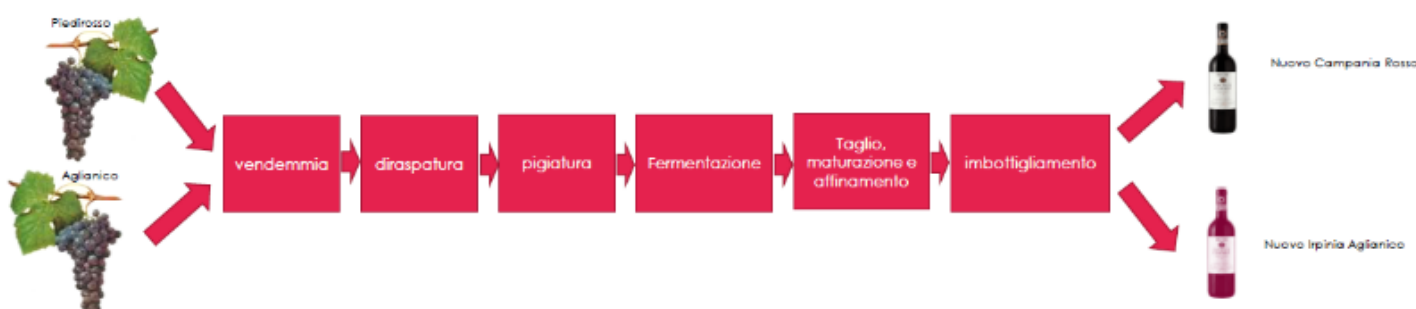 Piedirosso
Aglianico
vendemmia
diraspatura
pigiatura
Fermentazione
Taglio,
maturazione e
affinamento
imbottigliamento
Nuovo Campania Rosso
Nuovo Irpinia Aglianico